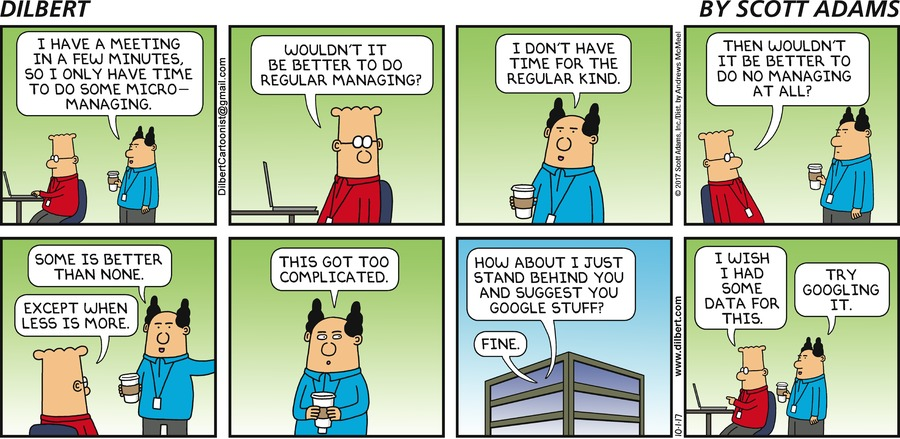 DILBERT
BY SCOTT ADAMS
I HAVE A MEETING
IN A FEW MINUTES,
SO I ONLY HAVE TIME
TO DO SOME MICRO-
MANAGING.
DilbertCartoonist@gmail.com
WOULDN'T IT
BE BETTER TO DO
REGULAR MANAGING?
I DON'T HAVE
TIME FOR THE
REGULAR KIND.
© 2017 Scott Adams, Inc./Dist. by Andrews McMeel
THEN WOULDN'T
IT BE BETTER TO
DO NO MANAGING
AT ALL?
SOME IS BETTER
THAN NONE.
EXCEPT WHEN
LESS IS MORE.
THIS GOT TOO
COMPLICATED.
HOW ABOUT I JUST
STAND BEHIND YOU
AND SUGGEST YOU
GOOGLE STUFF?
FINE.
www.dilbert.com
10-1-17
I WISH
I HAD
SOME
DATA FOR
THIS.
TRY
GOOGLING
IT.